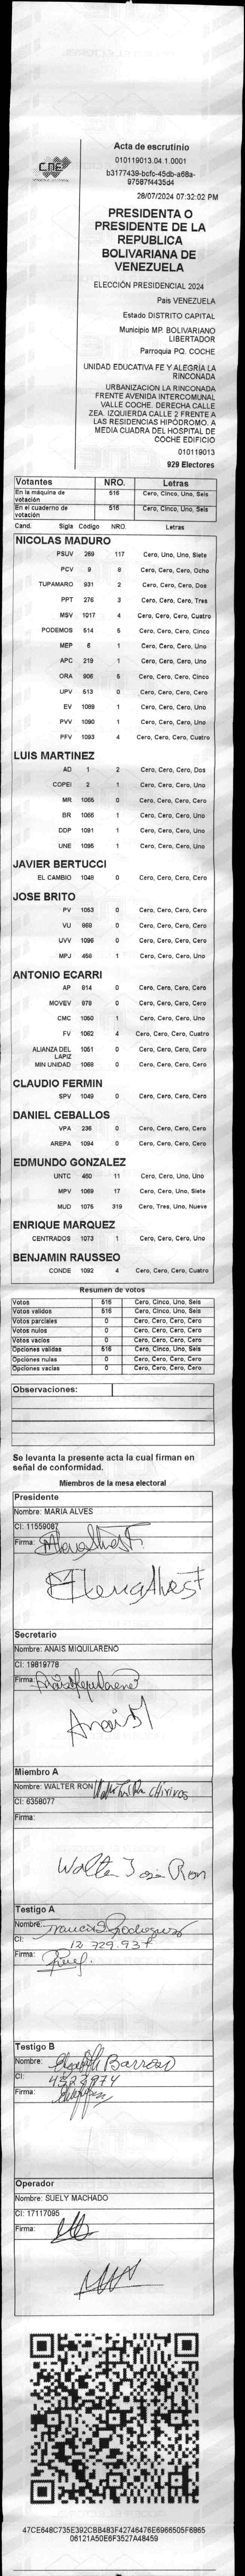 CNE
Acta de escrutinio
010119013.04.1.0001
b3177439-bcfc-45db-a68a-
97587f4435d4
28/07/2024 07:32:02 PM
PRESIDENTA O
PRESIDENTE DE LA
REPUBLICA
BOLIVARIANA DE
VENEZUELA
ELECCIÓN PRESIDENCIAL 2024
País VENEZUELA
Estado DISTRITO CAPITAL
Municipio MP. BOLIVARIANO
LIBERTADOR
Parroquia PQ. COCHE
UNIDAD EDUCATIVA FE Y ALEGRÍA LA
RINCONADA
URBANIZACION LA RINCONADA
FRENTE AVENIDA INTERCOMUNAL
VALLE COCHE. DERECHA CALLE
ZEA. IZQUIERDA CALLE 2 FRENTE A
LAS RESIDENCIAS HIPÓDROMO. A
MEDIA CUADRA DEL HOSPITAL DE
COCHE EDIFICIO
010119013
929 Electores
Votantes NRO. Letras
En la máquina de votación 516 Cero, Cinco, Uno, Seis
En el cuaderno de votación 516 Cero, Cinco, Uno, Seis
Cand. Sigla Código NRO. Letras
NICOLAS MADURO
PSUV 269 117 Cero, Uno, Uno, Siete
PCV 9 8 Cero, Cero, Cero, Ocho
TUPAMARO 931 2 Cero, Cero, Cero, Dos
PPT 276 3 Cero, Cero, Cero, Tres
MSV 1017 4 Cero, Cero, Cero, Cuatro
PODEMOS 514 5 Cero, Cero, Cero, Cinco
MEP 6 1 Cero, Cero, Cero, Uno
APC 219 1 Cero, Cero, Cero, Uno
ORA 906 5 Cero, Cero, Cero, Cinco
UPV 513 0 Cero, Cero, Cero, Cero
EV 1089 1 Cero, Cero, Cero, Uno
PVV 1090 1 Cero, Cero, Cero, Uno
PFV 1093 4 Cero, Cero, Cero, Cuatro
LUIS MARTINEZ
AD 1 2 Cero, Cero, Cero, Dos
COPEI 2 1 Cero, Cero, Cero, Uno
MR 1055 0 Cero, Cero, Cero, Cero
BR 1066 1 Cero, Cero, Cero, Uno
DDP 1091 1 Cero, Cero, Cero, Uno
UNE 1095 1 Cero, Cero, Cero, Uno
JAVIER BERTUCCI
EL CAMBIO 1048 0 Cero, Cero, Cero, Cero
JOSE BRITO
PV 1053 0 Cero, Cero, Cero, Cero
VU 969 0 Cero, Cero, Cero, Cero
UVV 1096 0 Cero, Cero, Cero, Cero
MPJ 458 1 Cero, Cero, Cero, Uno
ANTONIO ECARRI
AP 914 0 Cero, Cero, Cero, Cero
MOVEV 879 0 Cero, Cero, Cero, Cero
CMC 1050 1 Cero, Cero, Cero, Uno
FV 1062 4 Cero, Cero, Cero, Cuatro
ALIANZA DEL LAPIZ 1051 0 Cero, Cero, Cero, Cero
MIN UNIDAD 1068 0 Cero, Cero, Cero, Cero
CLAUDIO FERMIN
SPV 1049 0 Cero, Cero, Cero, Cero
DANIEL CEBALLOS
VPA 236 0 Cero, Cero, Cero, Cero
AREPA 1094 0 Cero, Cero, Cero, Cero
EDMUNDO GONZALEZ
UNTC 460 11 Cero, Cero, Uno, Uno
MPV 1069 17 Cero, Cero, Uno, Siete
MUD 1075 319 Cero, Tres, Uno, Nueve
ENRIQUE MARQUEZ
CENTRADOS 1073 1 Cero, Cero, Cero, Uno
BENJAMIN RAUSSEO
CONDE 1092 4 Cero, Cero, Cero, Cuatro
Resumen de votos
Votos 516 Cero, Cinco, Uno, Seis
Votos validos 516 Cero, Cinco, Uno, Seis
Votos parciales 0 Cero, Cero, Cero, Cero
Votos nulos 0 Cero, Cero, Cero, Cero
Votos vacios 0 Cero, Cero, Cero, Cero
Opciones validas 516 Cero, Cinco, Uno, Seis
Opciones nulas 0 Cero, Cero, Cero, Cero
Opciones vacias 0 Cero, Cero, Cero, Cero
Observaciones:
Se levanta la presente acta la cual firman en
señal de conformidad.
Miembros de la mesa electoral
Presidente
Nombre: MARIA ALVES
CI: 11559087
Firma:
Secretario
Nombre: ANAIS MIQUILARENO
CI: 19819778
Firma:
Miembro A
Nombre: WALTER RON
CI: 6358077
Firma:
Walter José Ron
Testigo A
Nombre: Francis Rodriguez
CI: 12 729.937
Firma:
Testigo B
Nombre: Barroso
CI: 4523974
Firma:
Operador
Nombre: SUELY MACHADO
CI: 17117095
Firma:
47CE648C735E392CBB483F42746476E6966505F6865
06121A50E6F3527A48459